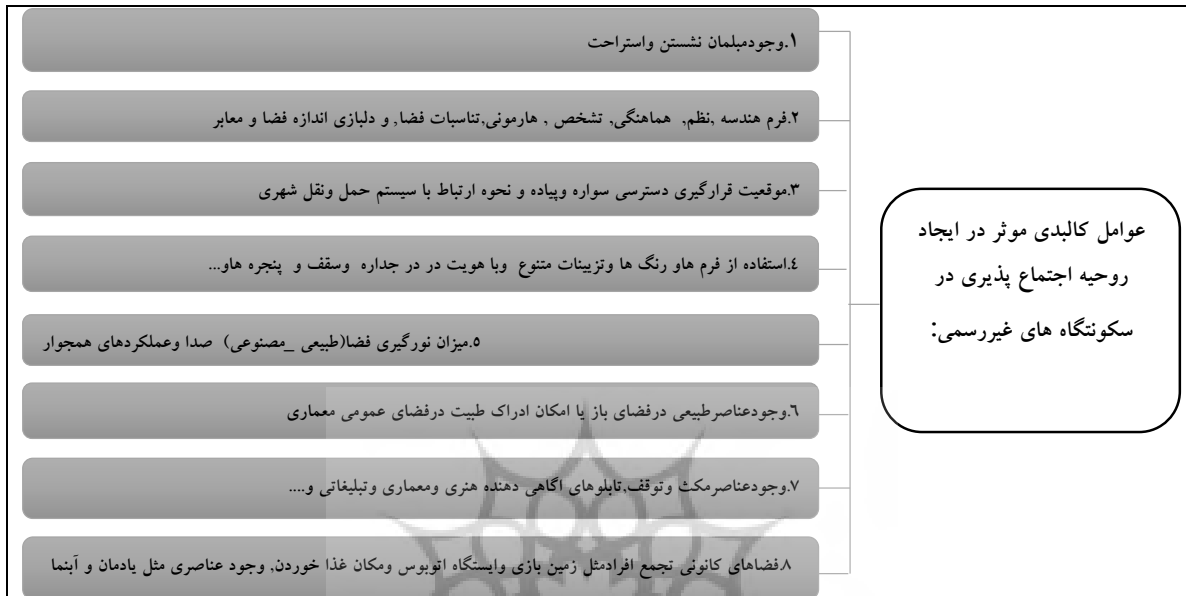 عوامل کالبدی موثر در ایجاد
روحیه اجتماع پذیری در
سکونتگاه های غیررسمی:
۱.وجودمبلمان نشستن واستراحت
۲.فرم هندسه ,نظم, هماهنگی, تشخص , هارمونی,تناسبات فضا, و دلبازی اندازه فضا و معابر
۳.موقعیت قرارگیری دسترسی سواره وپیاده و نحوه ارتباط با سیستم حمل ونقل شهری
٤.استفاده از فرم هاو رنگ ها وتزیینات متنوع وبا هویت در در جداره وسقف و پنجره هاو...
٥.میزان نورگیری فضا(طبیعی _مصنوعی) صدا وعملکردهای همجوار
٦.وجودعناصرطبیعی درفضای باز یا امکان ادراک طبیت درفضای عمومی معماری
۷.وجودعناصرمکث وتوقف,تابلوهای اگاهی دهنده هنری ومعماری وتبلیغاتی و....
۸.فضاهای کانونی تجمع افرادمثل زمین بازی وایستگاه اتوبوس ومکان غذا خوردن, وجود عناصری مثل یادمان و آبنما